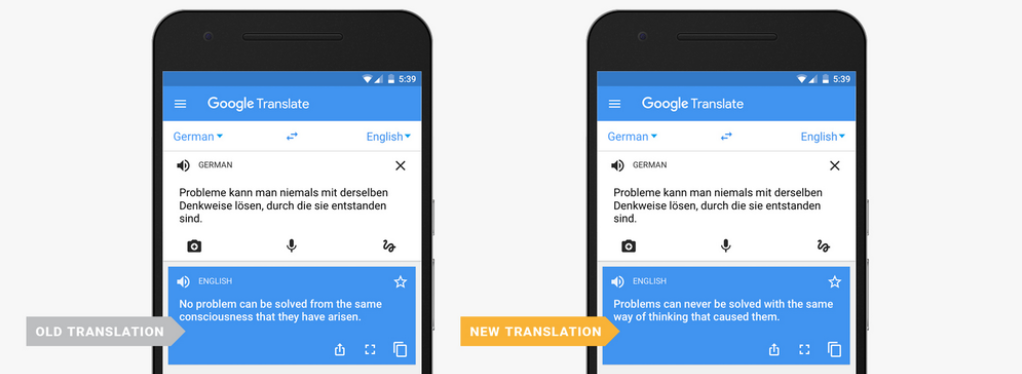 5:39
Google Translate
German
English
GERMAN
Probleme kann man niemals mit derselben
Denkweise lösen, durch die sie entstanden
sind.
ENGLISH
No problem can be solved from the same
consciousness that they have arisen.
OLD TRANSLATION
5:39
Google Translate
German
English
GERMAN
Probleme kann man niemals mit derselben
Denkweise lösen, durch die sie entstanden
sind.
ENGLISH
Problems can never be solved with the same
way of thinking that caused them.
NEW TRANSLATION